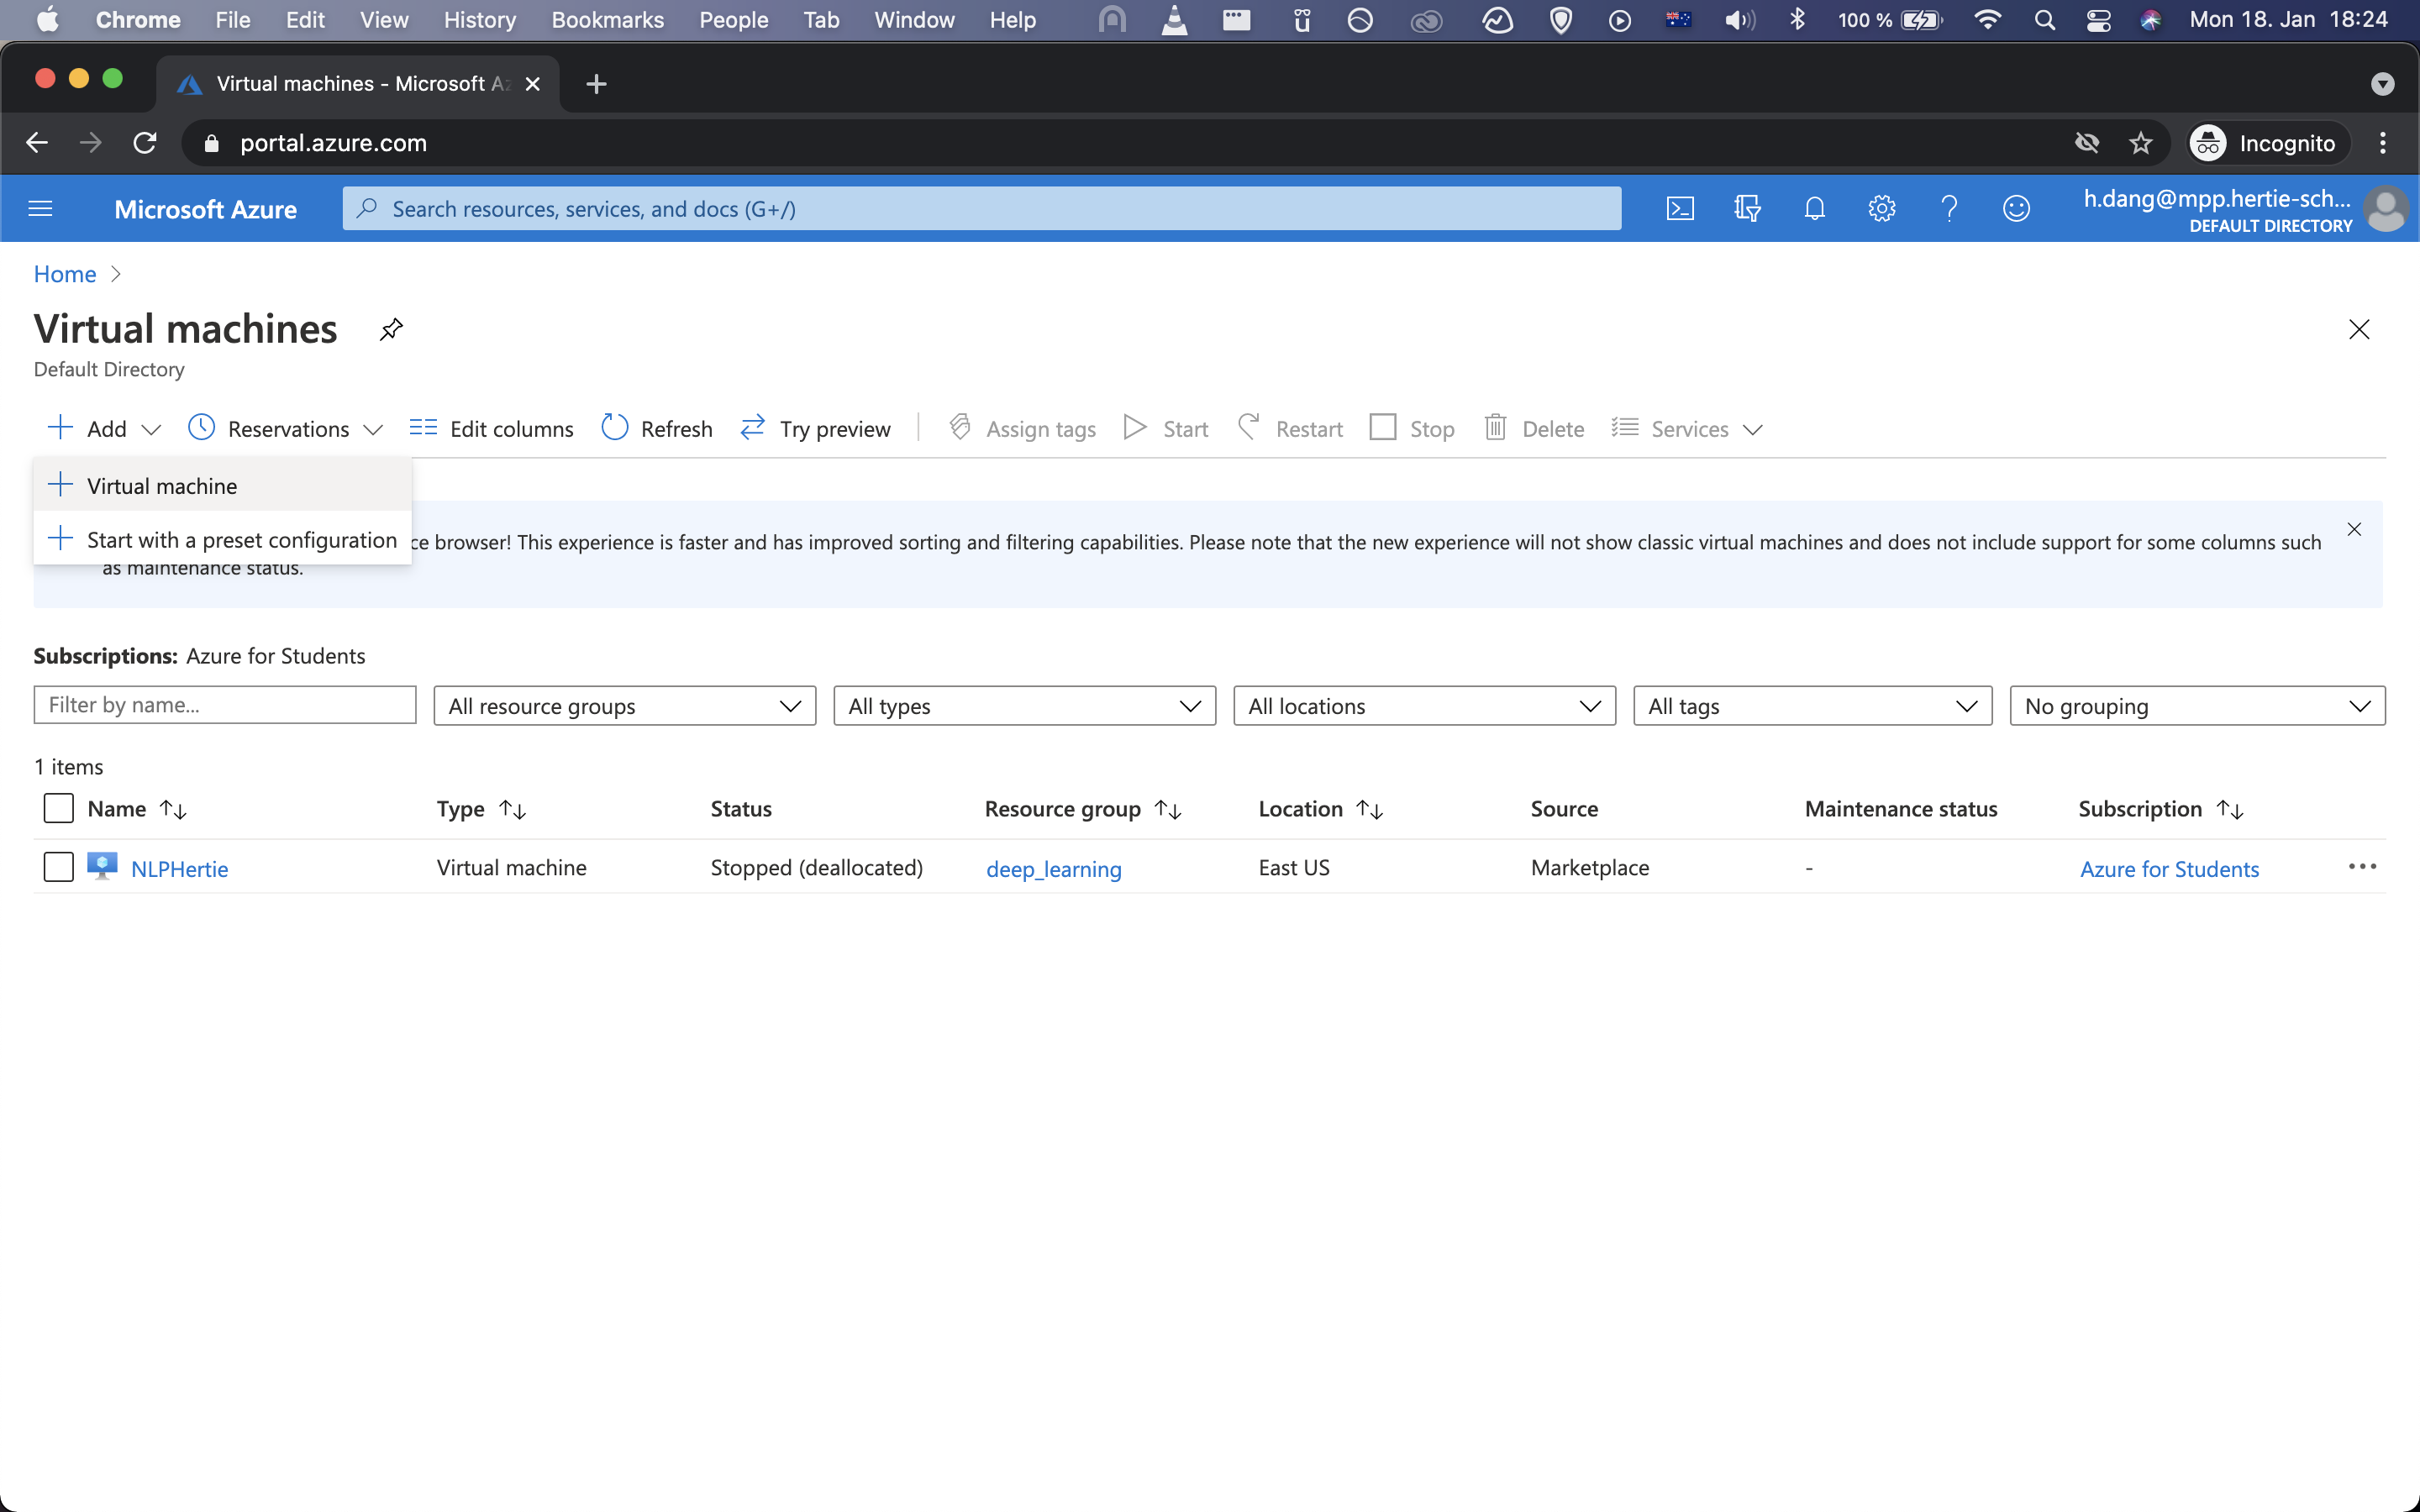 Chrome File Edit View History Bookmarks People Tab Window Help 100 % Mon 18. Jan 18:24
Virtual machines - Microsoft Az
portal.azure.com Incognito
Microsoft Azure Search resources, services, and docs (G+/) h.dang@mpp.hertie-sch...
DEFAULT DIRECTORY
Home
Virtual machines
Default Directory
Add Reservations Edit columns Refresh Try preview Assign tags Start Restart Stop Delete Services
Virtual machine
Start with a preset configuration
ce browser! This experience is faster and has improved sorting and filtering capabilities. Please note that the new experience will not show classic virtual machines and does not include support for some columns such
as maintenance status.
Subscriptions: Azure for Students
Filter by name... All resource groups All types All locations All tags No grouping
1 items
Name Type Status Resource group Location Source Maintenance status Subscription
NLPHertie Virtual machine Stopped (deallocated) deep_learning East US Marketplace - Azure for Students